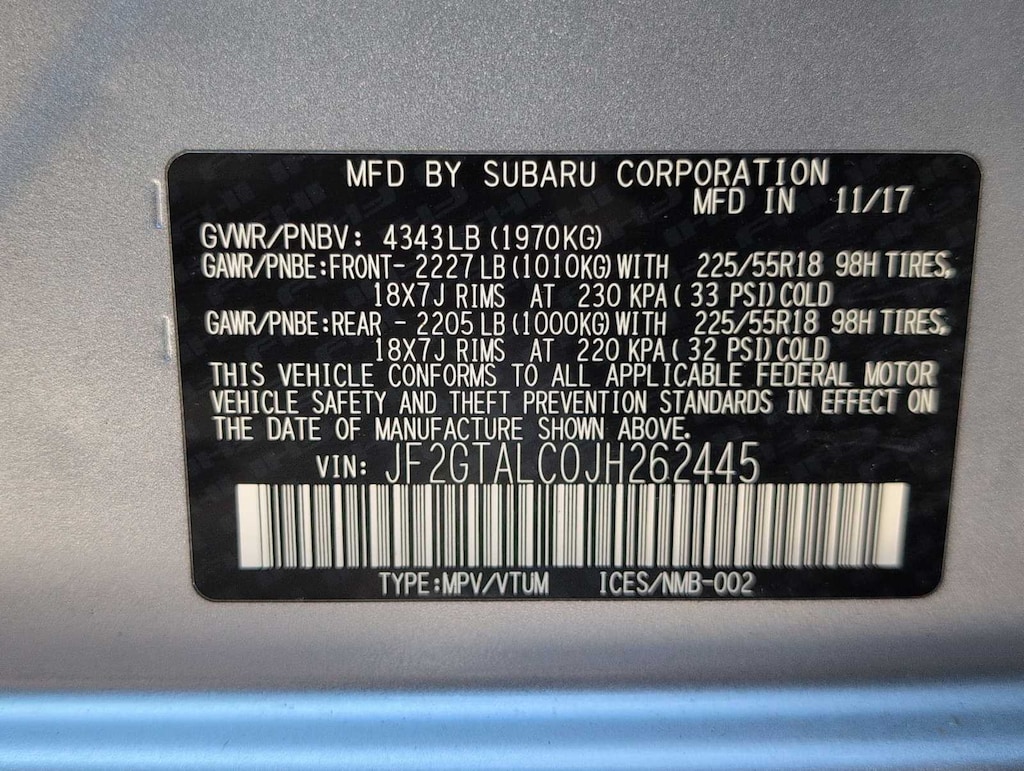 MFD BY SUBARU CORPORATION
MFD IN 11/17
GVWR/PNBV: 4343LB (1970KG)
GAWR/PNBE:FRONT- 2227 LB (1010KG) WITH 225/55R18 98H TIRES,
18X7J RIMS AT 230 KPA ( 33 PSI) COLD
GAWR/PNBE:REAR - 2205 LB (1000KG) WITH 225/55R18 98H TIRES,
18X7J RIMS AT 220 KPA ( 32 PSI) COLD
THIS VEHICLE CONFORMS TO ALL APPLICABLE FEDERAL MOTOR
VEHICLE SAFETY AND THEFT PREVENTION STANDARDS IN EFFECT ON
THE DATE OF MANUFACTURE SHOWN ABOVE.
VIN: JF2GTALC0JH262445
TYPE:MPV/VTUM ICES/NMB-002